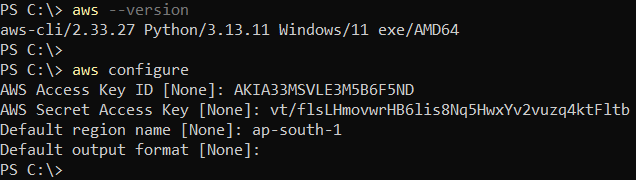 PS C:\> aws --version
aws-cli/2.33.27 Python/3.13.11 Windows/11 exe/AMD64
PS C:\>
PS C:\> aws configure
AWS Access Key ID [None]: AKIA33MSVLE3M5B6F5ND
AWS Secret Access Key [None]: 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
Default region name [None]: ap-south-1
Default output format [None]:
PS C:\>